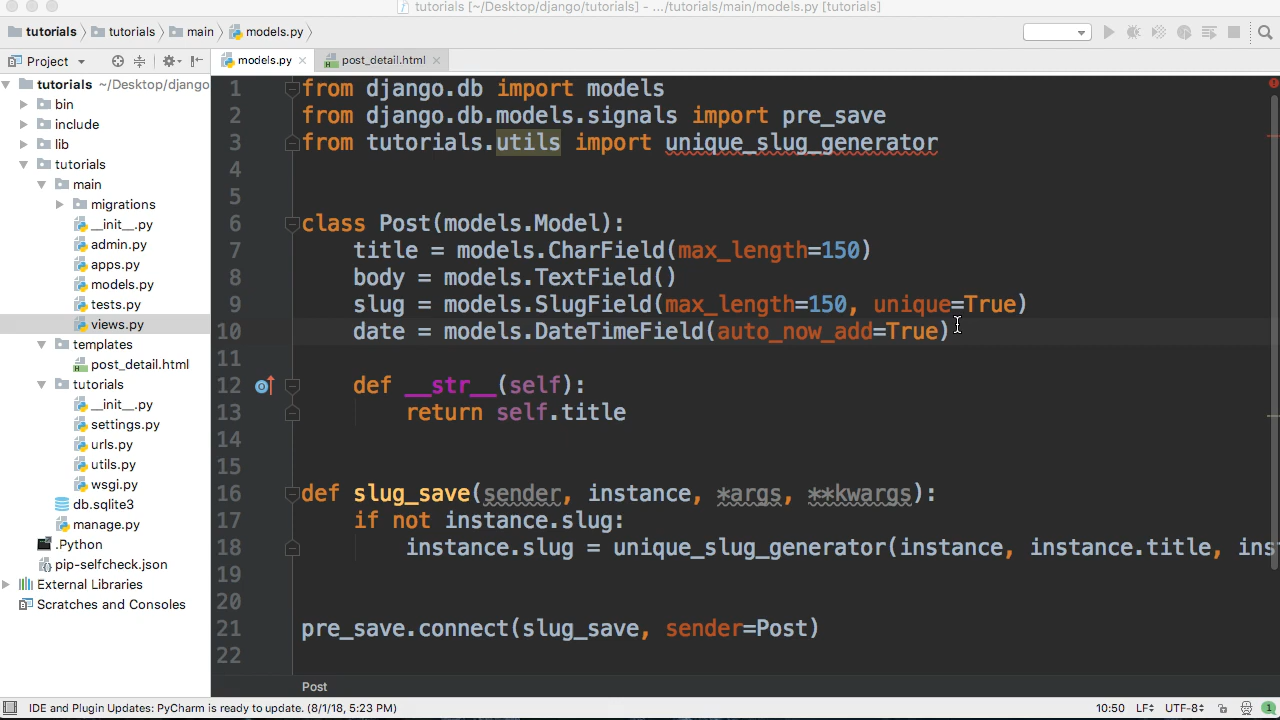 tutorials [~/Desktop/django/tutorials] - .../tutorials/main/models.py [tutorials]
tutorials tutorials main models.py
Project models.py post_detail.html
tutorials ~/Desktop/django
bin
include
lib
tutorials
main
migrations
__init__.py
admin.py
apps.py
models.py
tests.py
views.py
templates
post_detail.html
tutorials
__init__.py
settings.py
urls.py
utils.py
wsgi.py
db.sqlite3
manage.py
.Python
pip-selfcheck.json
External Libraries
Scratches and Consoles
1 from django.db import models
2 from django.db.models.signals import pre_save
3 from tutorials.utils import unique_slug_generator
4
5
6 class Post(models.Model):
7 title = models.CharField(max_length=150)
8 body = models.TextField()
9 slug = models.SlugField(max_length=150, unique=True)
10 date = models.DateTimeField(auto_now_add=True)
11
12 def __str__(self):
13 return self.title
14
15
16 def slug_save(sender, instance, *args, **kwargs):
17 if not instance.slug:
18 instance.slug = unique_slug_generator(instance, instance.title, ins
19
20
21 pre_save.connect(slug_save, sender=Post)
22
Post
IDE and Plugin Updates: PyCharm is ready to update. (8/1/18, 5:23 PM) 10:50 LF UTF-8 1